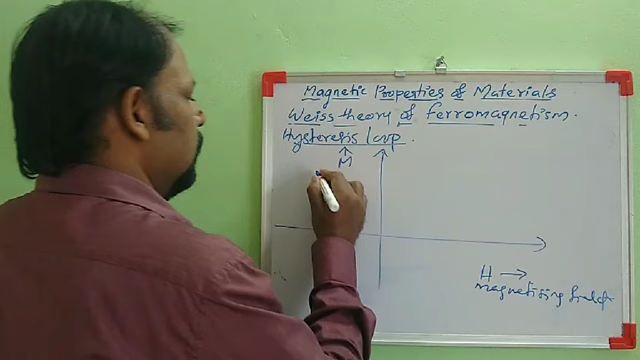 Magnetic Properties of Materials
Weiss theory of ferromagnetism.
Hysteresis loop.
M
H →
magnetising field